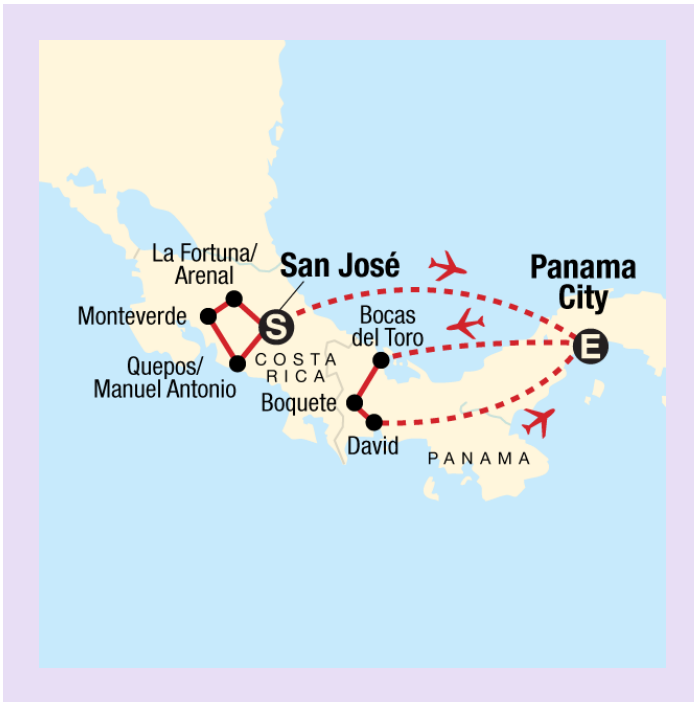 La Fortuna/
Arenal
San José
Panama
City
Monteverde
Bocas
del Toro
S
E
Quepos/
Manuel Antonio
COSTA
RICA
Boquete
David
PANAMA